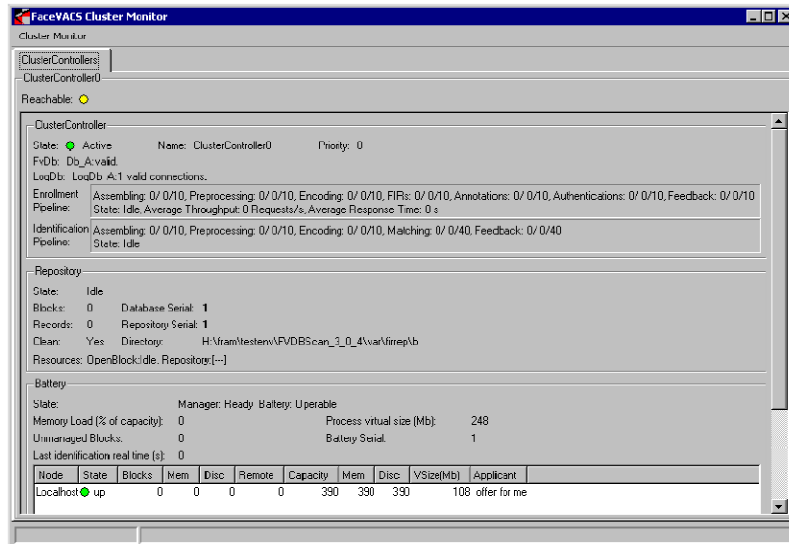 FaceVACS Cluster Monitor
Cluster Monitor
ClusterControllers
ClusterController0
Reachable:
ClusterController
State: Active Name: ClusterController0 Priority: 0
FvDb: Db_A:valid.
LogDb: LogDb_A:1 valid connections.
Enrollment Pipeline: Assembling: 0/ 0/10, Preprocessing: 0/ 0/10, Encoding: 0/ 0/10, FIRs: 0/ 0/10, Annotations: 0/ 0/10, Authentications: 0/ 0/10, Feedback: 0/ 0/10
State: Idle, Average Throughput: 0 Requests/s, Average Response Time: 0 s
Identification Pipeline: Assembling: 0/ 0/10, Preprocessing: 0/ 0/10, Encoding: 0/ 0/10, Matching: 0/ 0/40, Feedback: 0/ 0/40
State: Idle
Repository
State: Idle
Blocks: 0 Database Serial: 1
Records: 0 Repository Serial: 1
Clean: Yes Directory: H:\fram\testenv\FVDBScan_3_0_4\var\firrep\b
Resources: OpenBlock:Idle. Repository:[---]
Battery
State: Manager: Ready Battery: Operable
Memory Load (% of capacity): 0 Process virtual size (Mb): 248
Unmanaged Blocks: 0 Battery Serial: 1
Last identification real time (s): 0
Node State Blocks Mem Disc Remote Capacity Mem Disc VSize(Mb) Applicant
Localhost up 0 0 0 0 390 390 390 108 offer for me